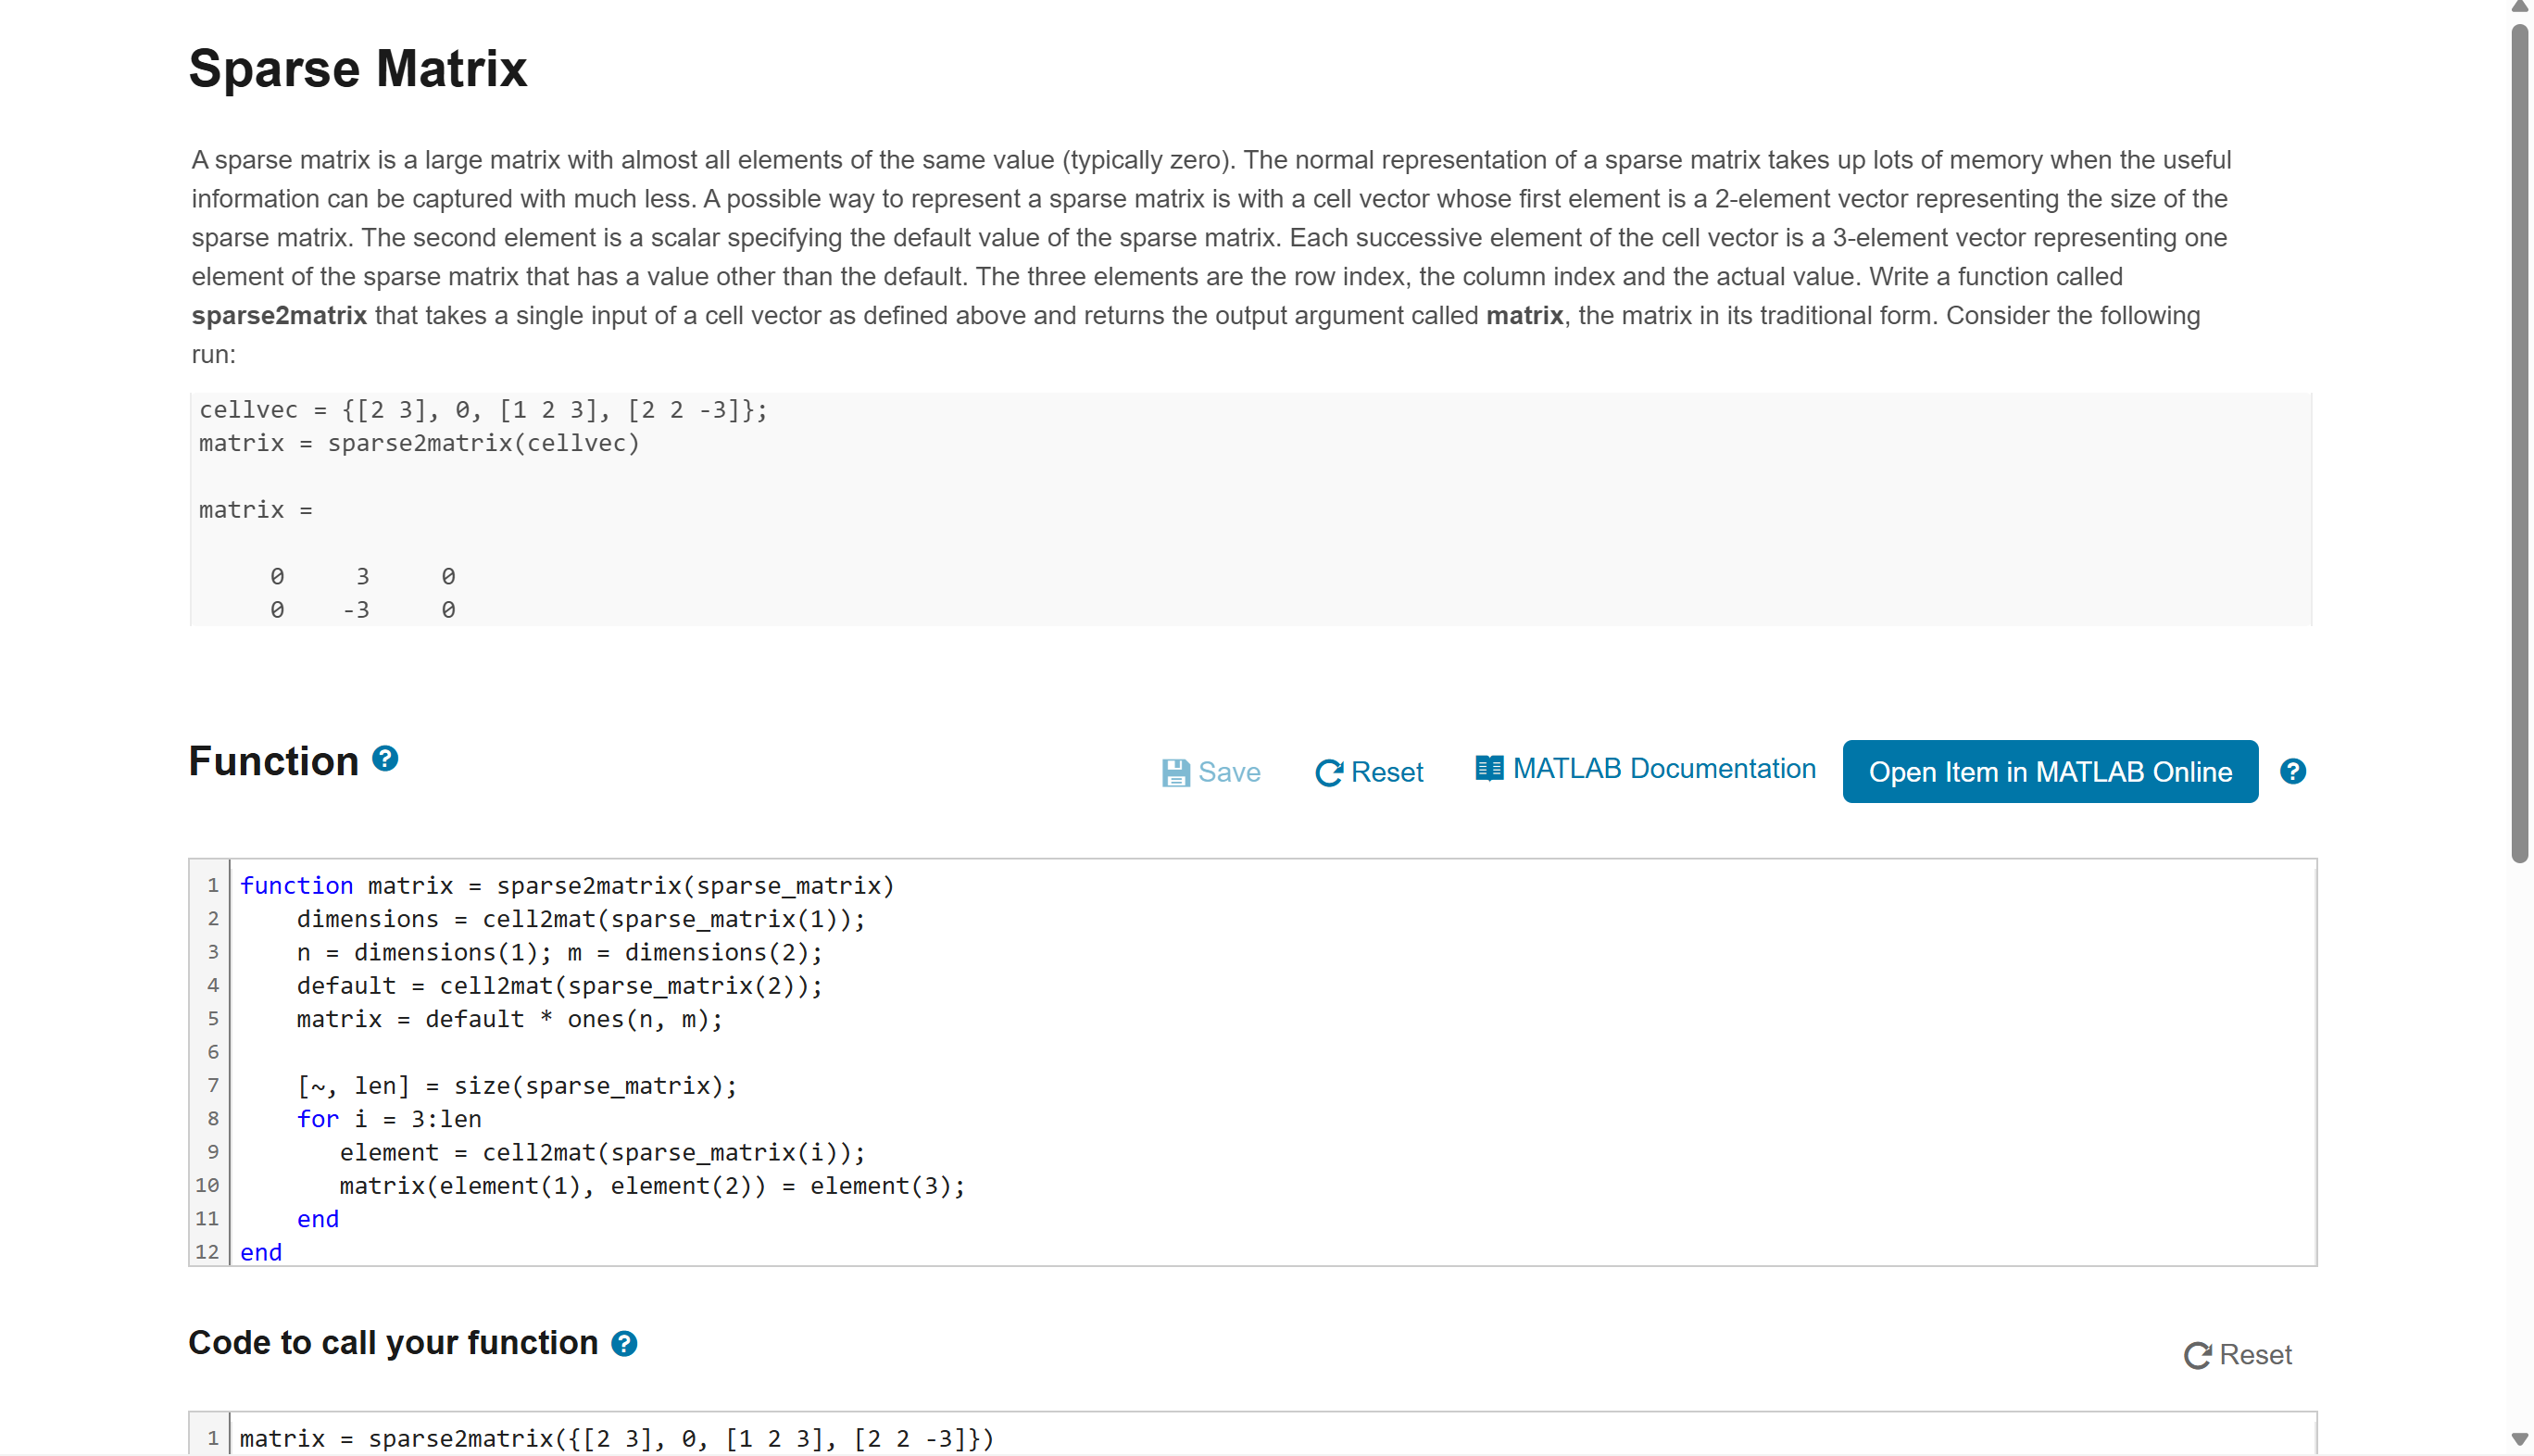 Sparse Matrix
A sparse matrix is a large matrix with almost all elements of the same value (typically zero). The normal representation of a sparse matrix takes up lots of memory when the useful
information can be captured with much less. A possible way to represent a sparse matrix is with a cell vector whose first element is a 2-element vector representing the size of the
sparse matrix. The second element is a scalar specifying the default value of the sparse matrix. Each successive element of the cell vector is a 3-element vector representing one
element of the sparse matrix that has a value other than the default. The three elements are the row index, the column index and the actual value. Write a function called
sparse2matrix that takes a single input of a cell vector as defined above and returns the output argument called matrix, the matrix in its traditional form. Consider the following
run:
cellvec = {[2 3], 0, [1 2 3], [2 2 -3]};
matrix = sparse2matrix(cellvec)
matrix =
     0     3     0
     0    -3     0
Function ?
Save Reset MATLAB Documentation Open Item in MATLAB Online ?
1 function matrix = sparse2matrix(sparse_matrix)
2     dimensions = cell2mat(sparse_matrix(1));
3     n = dimensions(1); m = dimensions(2);
4     default = cell2mat(sparse_matrix(2));
5     matrix = default * ones(n, m);
6
7     [~, len] = size(sparse_matrix);
8     for i = 3:len
9        element = cell2mat(sparse_matrix(i));
10        matrix(element(1), element(2)) = element(3);
11     end
12 end
Code to call your function ?
Reset
1 matrix = sparse2matrix({[2 3], 0, [1 2 3], [2 2 -3]})